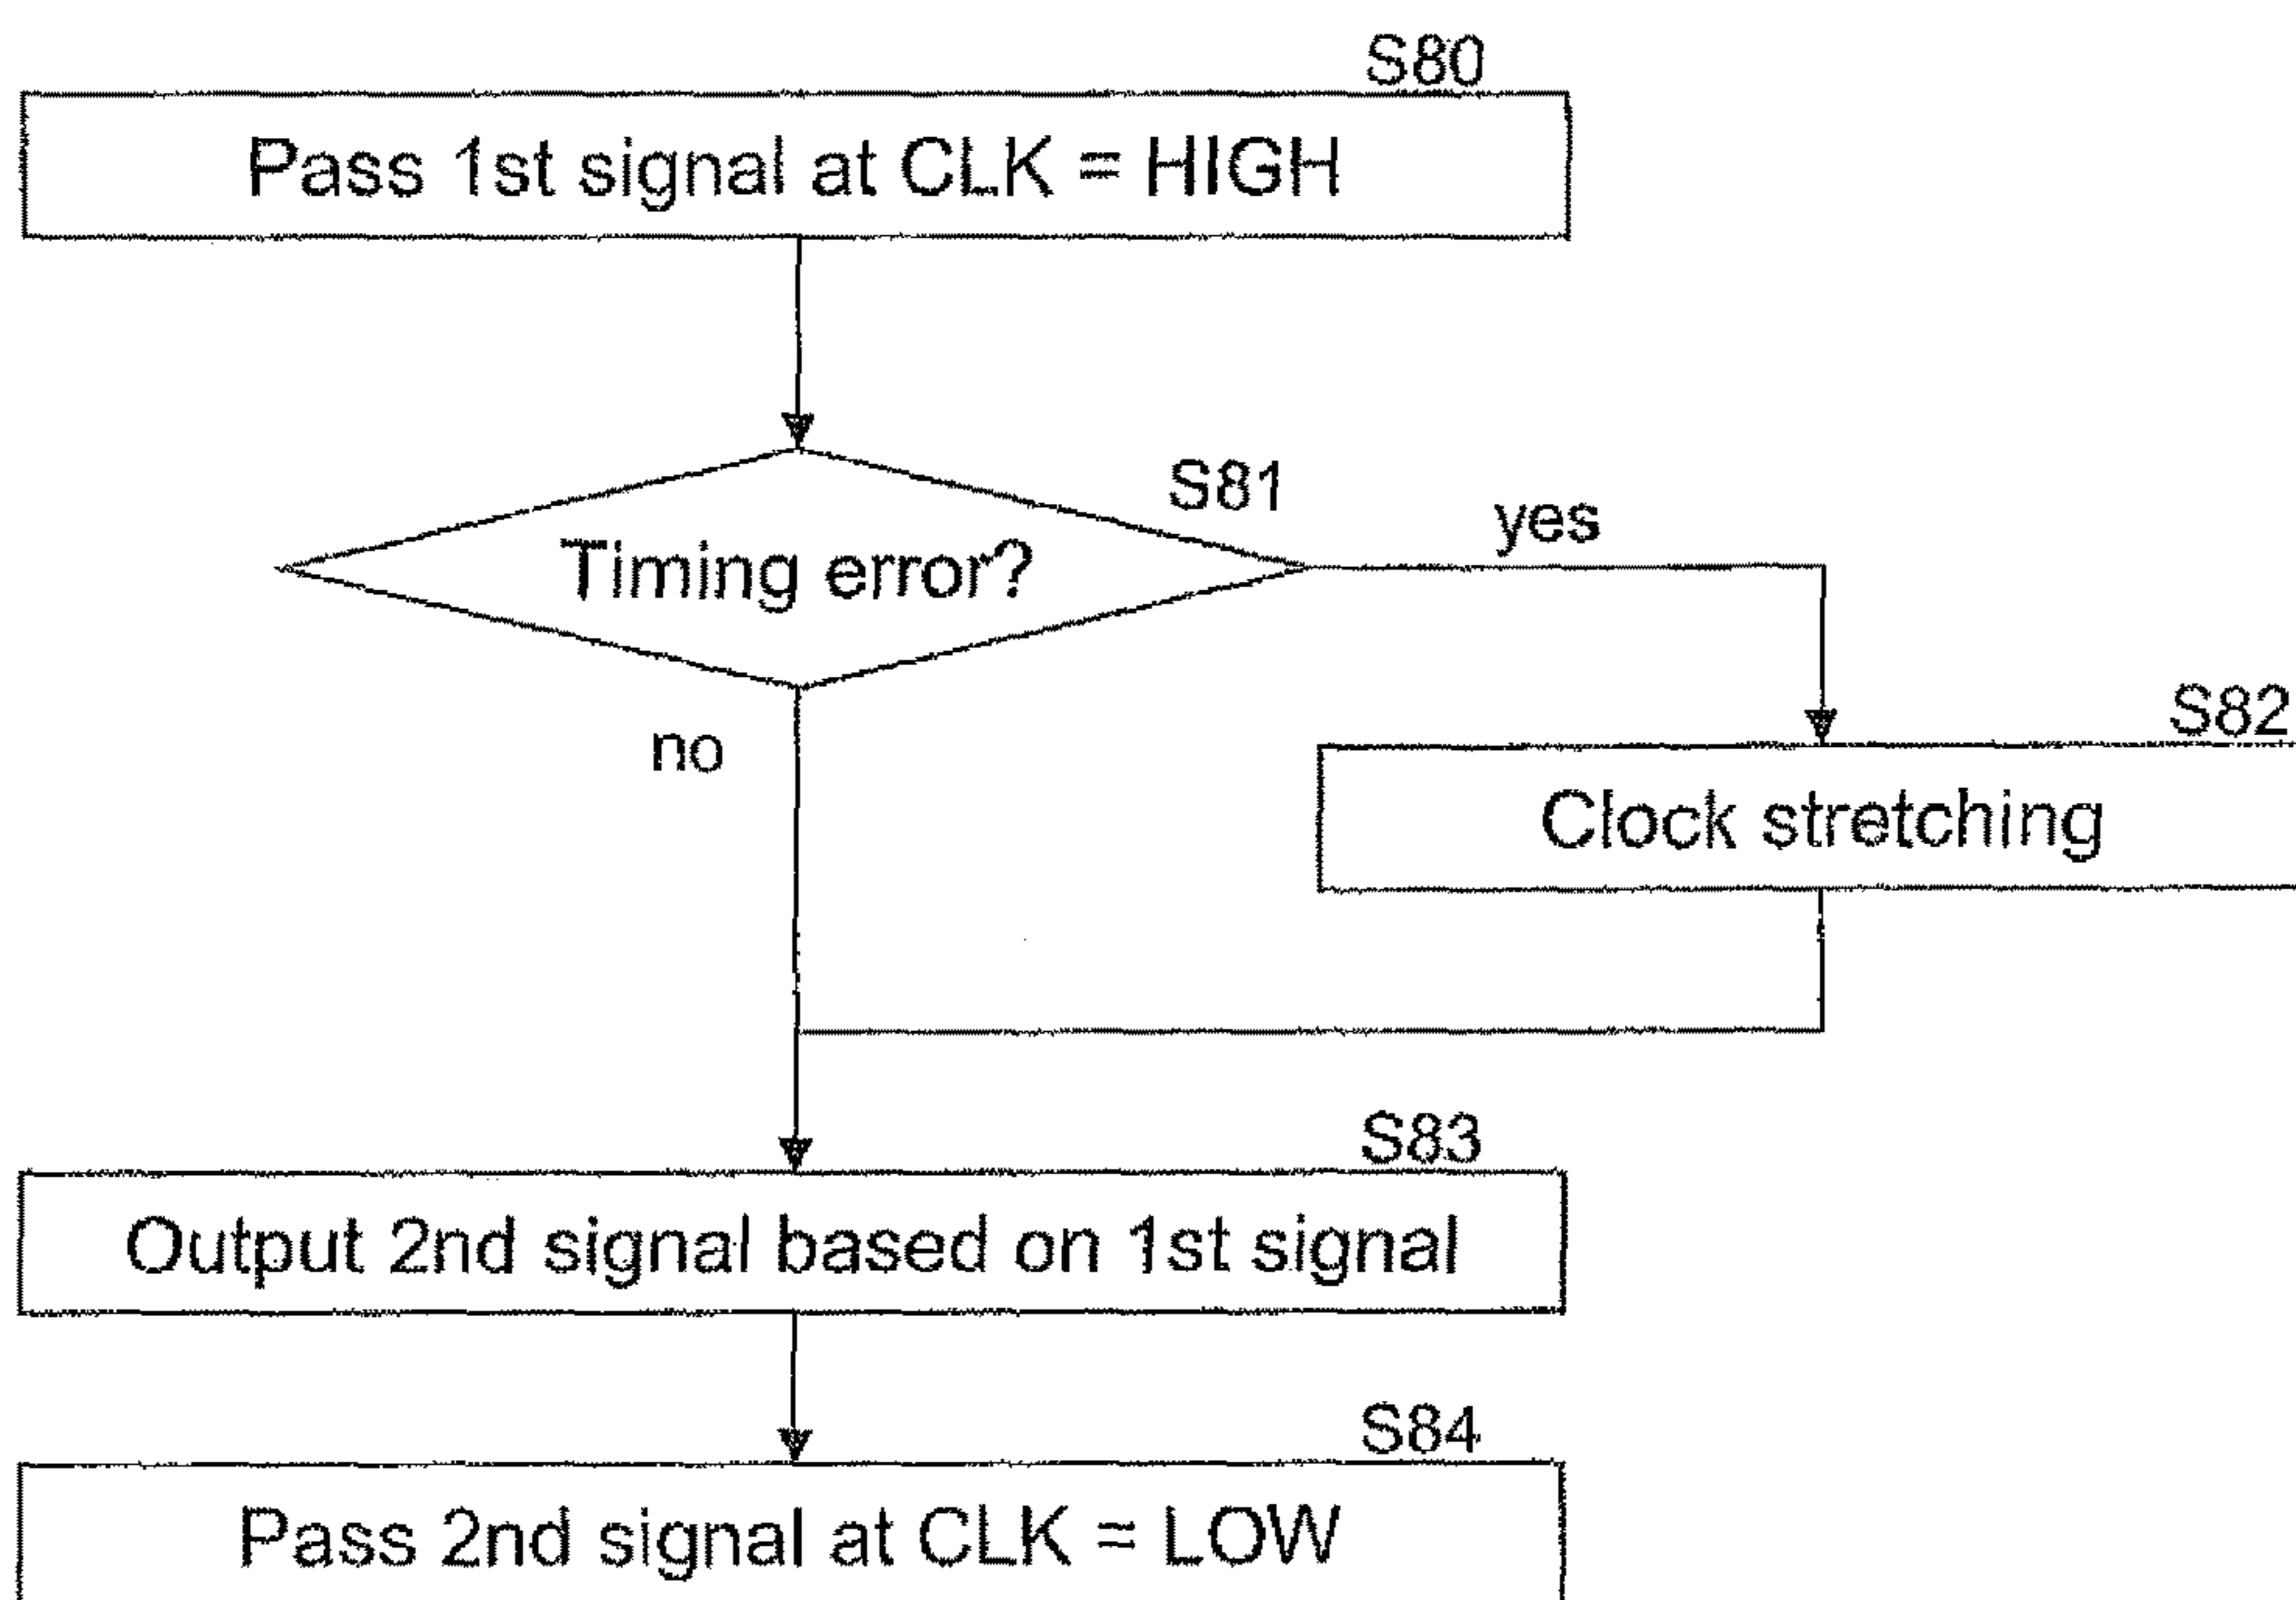 S80
Pass 1st signal at CLK = HIGH
S81
Timing error?
yes
no
S82
Clock stretching
S83
Output 2nd signal based on 1st signal
S84
Pass 2nd signal at CLK = LOW